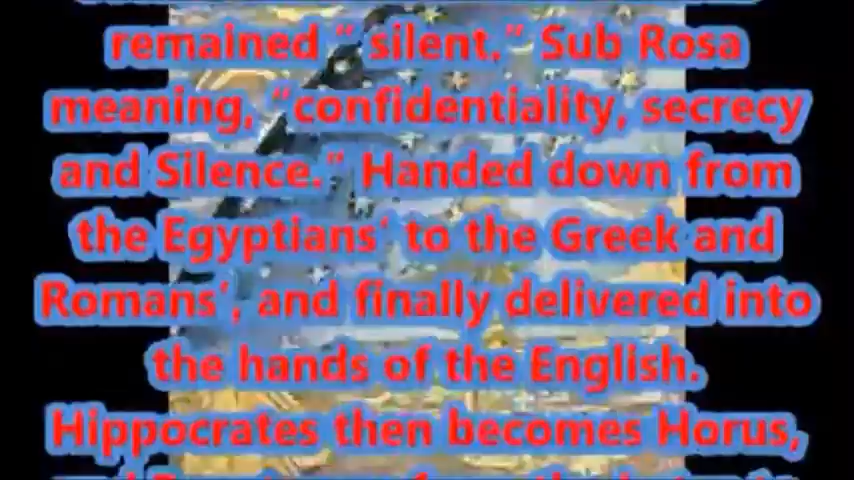 remained “ silent.” Sub Rosa
meaning, “confidentiality, secrecy
and Silence.” Handed down from
the Egyptians’ to the Greek and
Romans’, and finally delivered into
the hands of the English.
Hippocrates then becomes Horus,